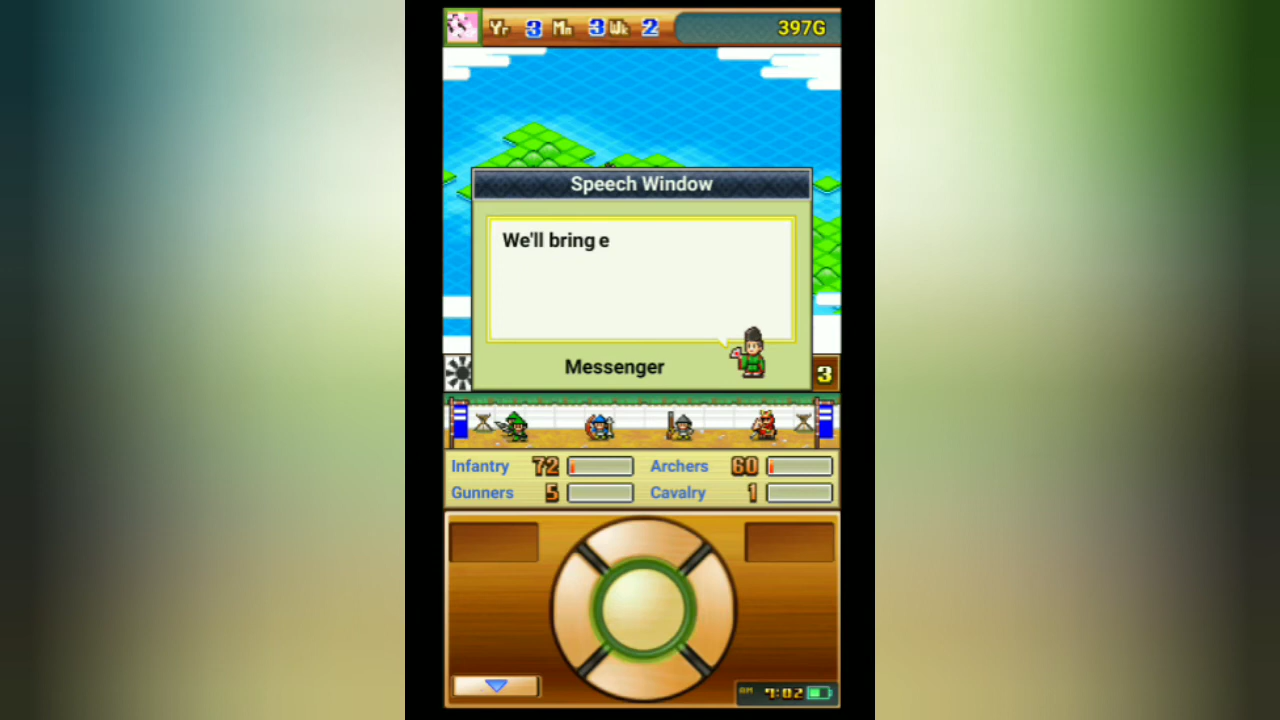 Yr 3 Mn 3 Wk 2 397G
Speech Window
We'll bring e
Messenger
3
Infantry 72 Archers 60
Gunners 5 Cavalry 1
AM 7:02